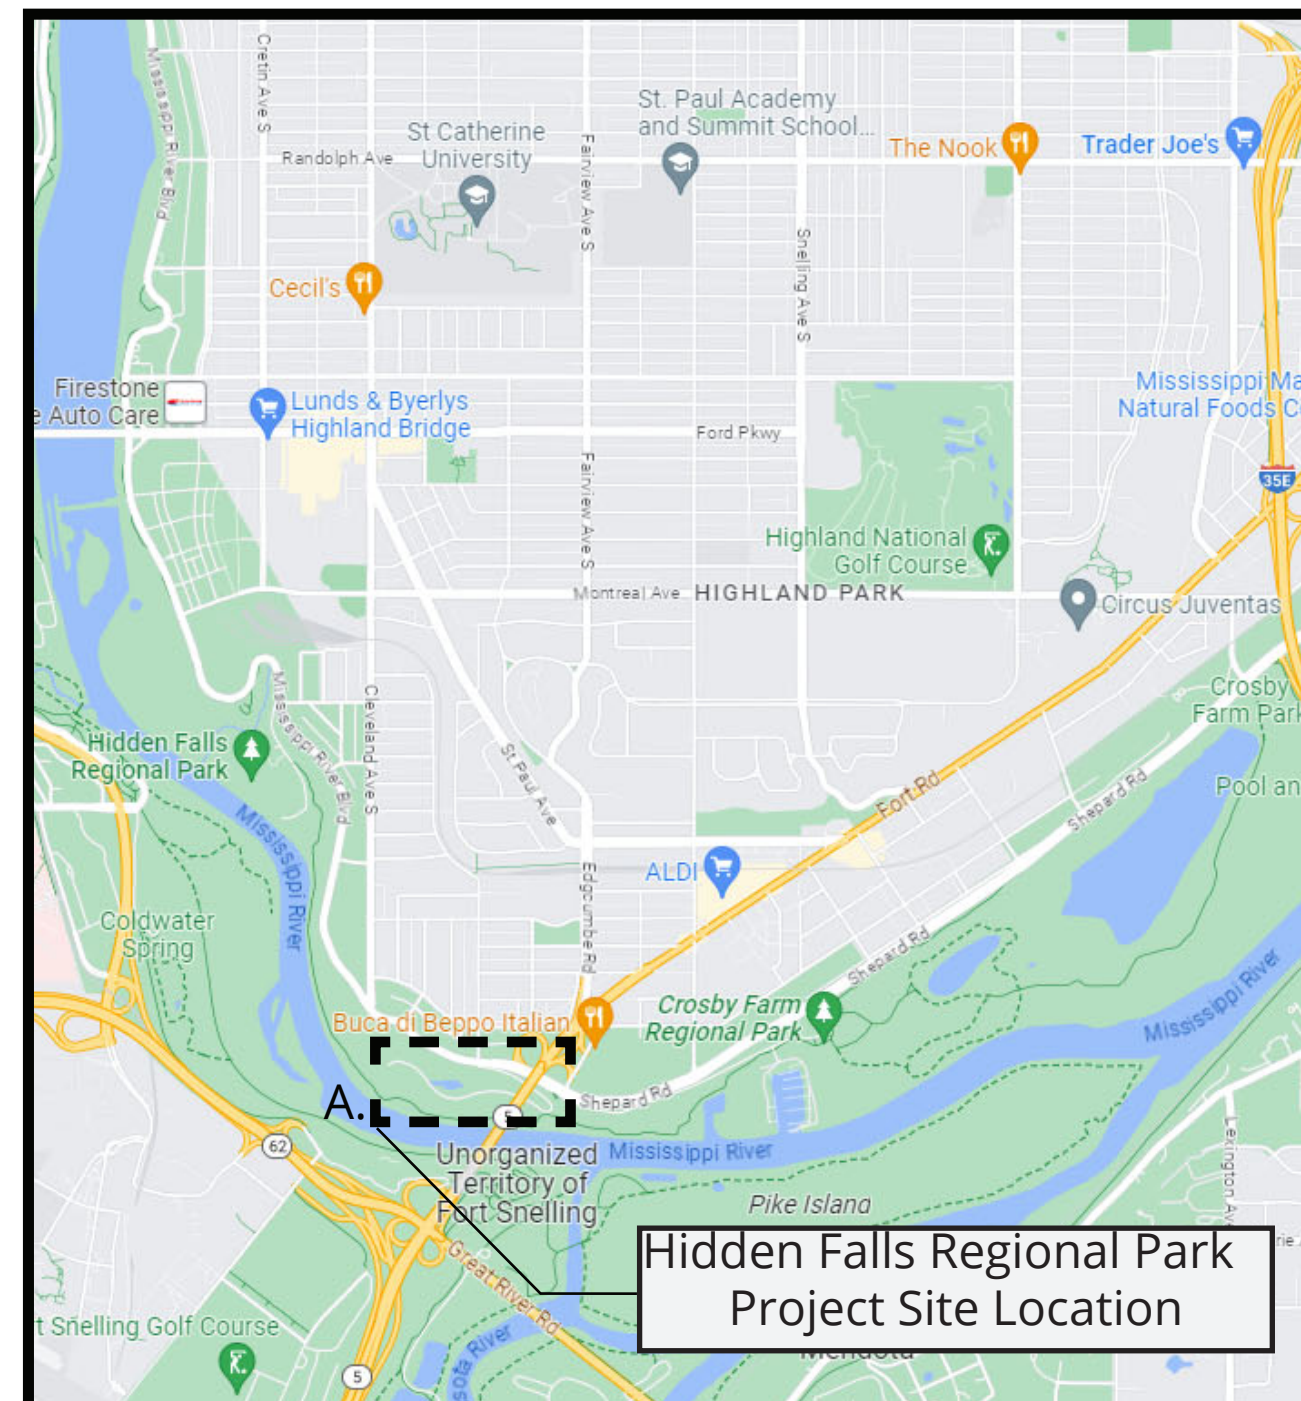 Mississippi River Blvd
Cretin Ave S
Randolph Ave
St Catherine
University
Fairview Ave S
St. Paul Academy
and Summit School...
The Nook
Trader Joe's
Snelling Ave S
Cecil's
Firestone
Auto Care
Lunds & Byerlys
Highland Bridge
Ford Pkwy
Mississippi Ma
Natural Foods C
35E
Fairview Ave S
Highland National
Golf Course
Montreal Ave
HIGHLAND PARK
Circus Juventas
Crosby
Farm Park
Mississippi River Blvd
Cleveland Ave S
Hidden Falls
Regional Park
St. Paul Ave
Fort Rd
Shepard Rd
Pool an
Mississippi River
ALDI
Edgcumbe Rd
Coldwater
Spring
Shepard Rd
Crosby Farm
Regional Park
Mississippi River
Buca di Beppo Italian
A.
5
Shepard Rd
62
Unorganized
Territory of
Fort Snelling
Mississippi River
Lexington Av
Pike Island
Hidden Falls Regional Park
Project Site Location
rie
Great River Rd
t Snelling Golf Course
5
sota River
Mendota